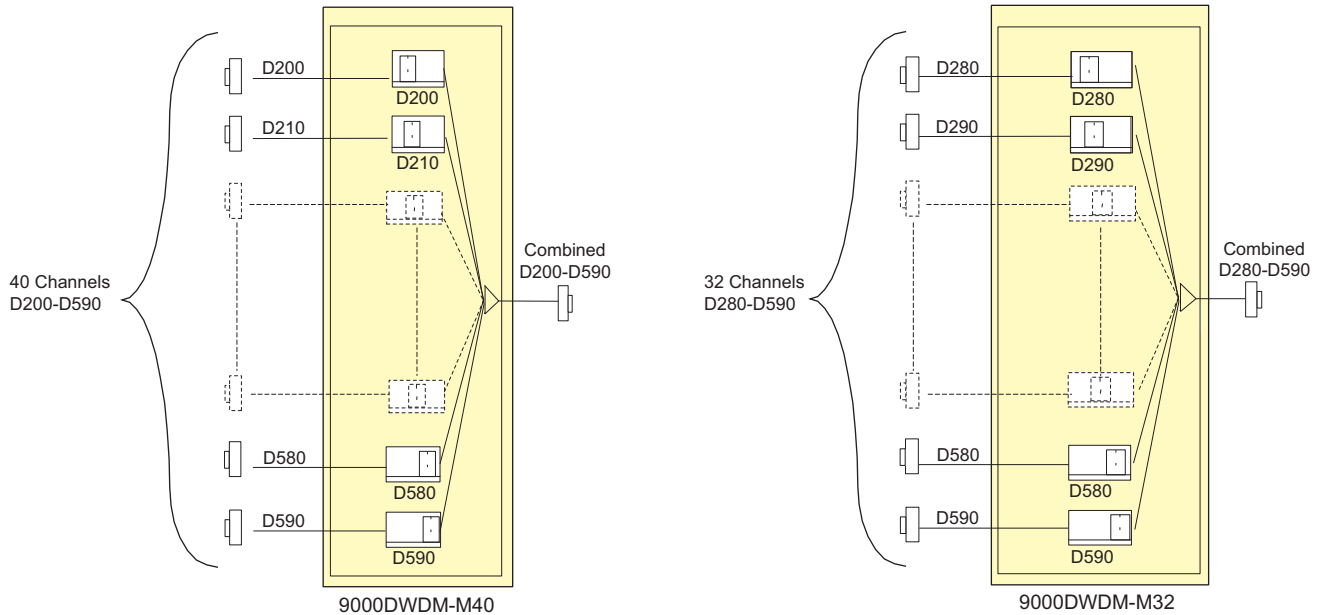 D200
D200
D210
D210
40 Channels
D200-D590
Combined
D200-D590
D580
D580
D590
D590
9000DWDM-M40
D280
D280
D290
D290
32 Channels
D280-D590
Combined
D280-D590
D580
D580
D590
D590
9000DWDM-M32